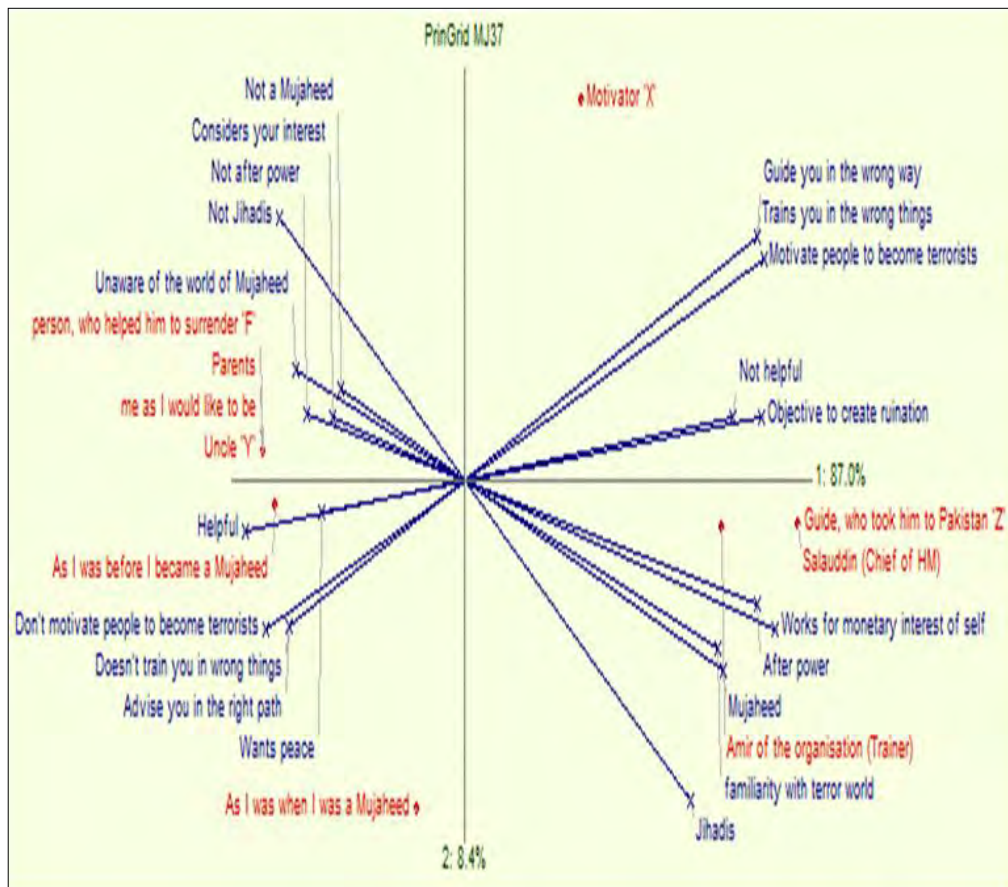 PrinGrid MJ37
Not a Mujaheed
Motivator 'X'
Considers your interest
Not after power
Guide you in the wrong way
Not Jihadis
Trains you in the wrong things
Motivate people to become terrorists
Unaware of the world of Mujaheed
person, who helped him to surrender 'F'
Parents
Not helpful
me as I would like to be
Objective to create ruination
Uncle 'Y'
1: 87.0%
Helpful
Guide, who took him to Pakistan 'Z'
As I was before I became a Mujaheed
Salauddin (Chief of HM)
Don't motivate people to become terrorists
Works for monetary interest of self
Doesn't train you in wrong things
After power
Advise you in the right path
Mujaheed
Wants peace
Amir of the organisation (Trainer)
familiarity with terror world
As I was when I was a Mujaheed
Jihadis
2: 8.4%